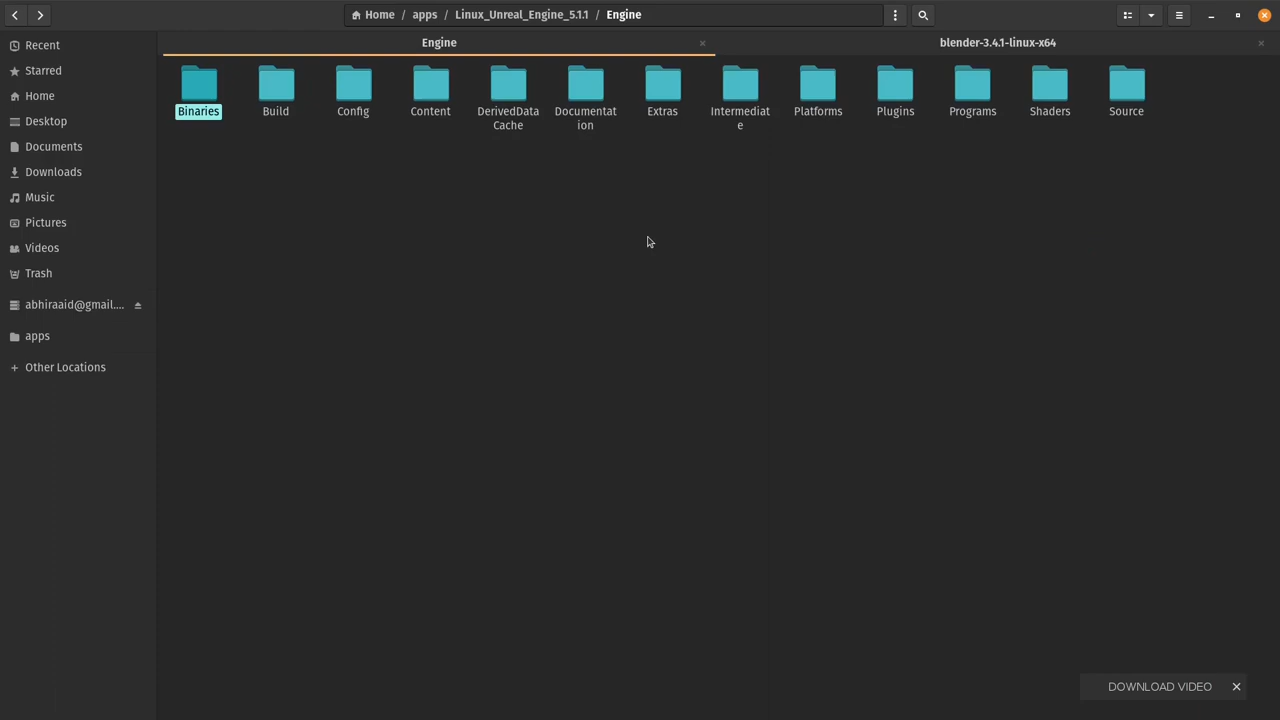 Home / apps / Linux_Unreal_Engine_5.1.1 / Engine
Engine
blender-3.4.1-linux-x64
Recent
Starred
Home
Desktop
Documents
Downloads
Music
Pictures
Videos
Trash
abhiraaid@gmail....
apps
+ Other Locations
Binaries
Build
Config
Content
DerivedData
Cache
Documentat
ion
Extras
Intermediat
e
Platforms
Plugins
Programs
Shaders
Source
DOWNLOAD VIDEO